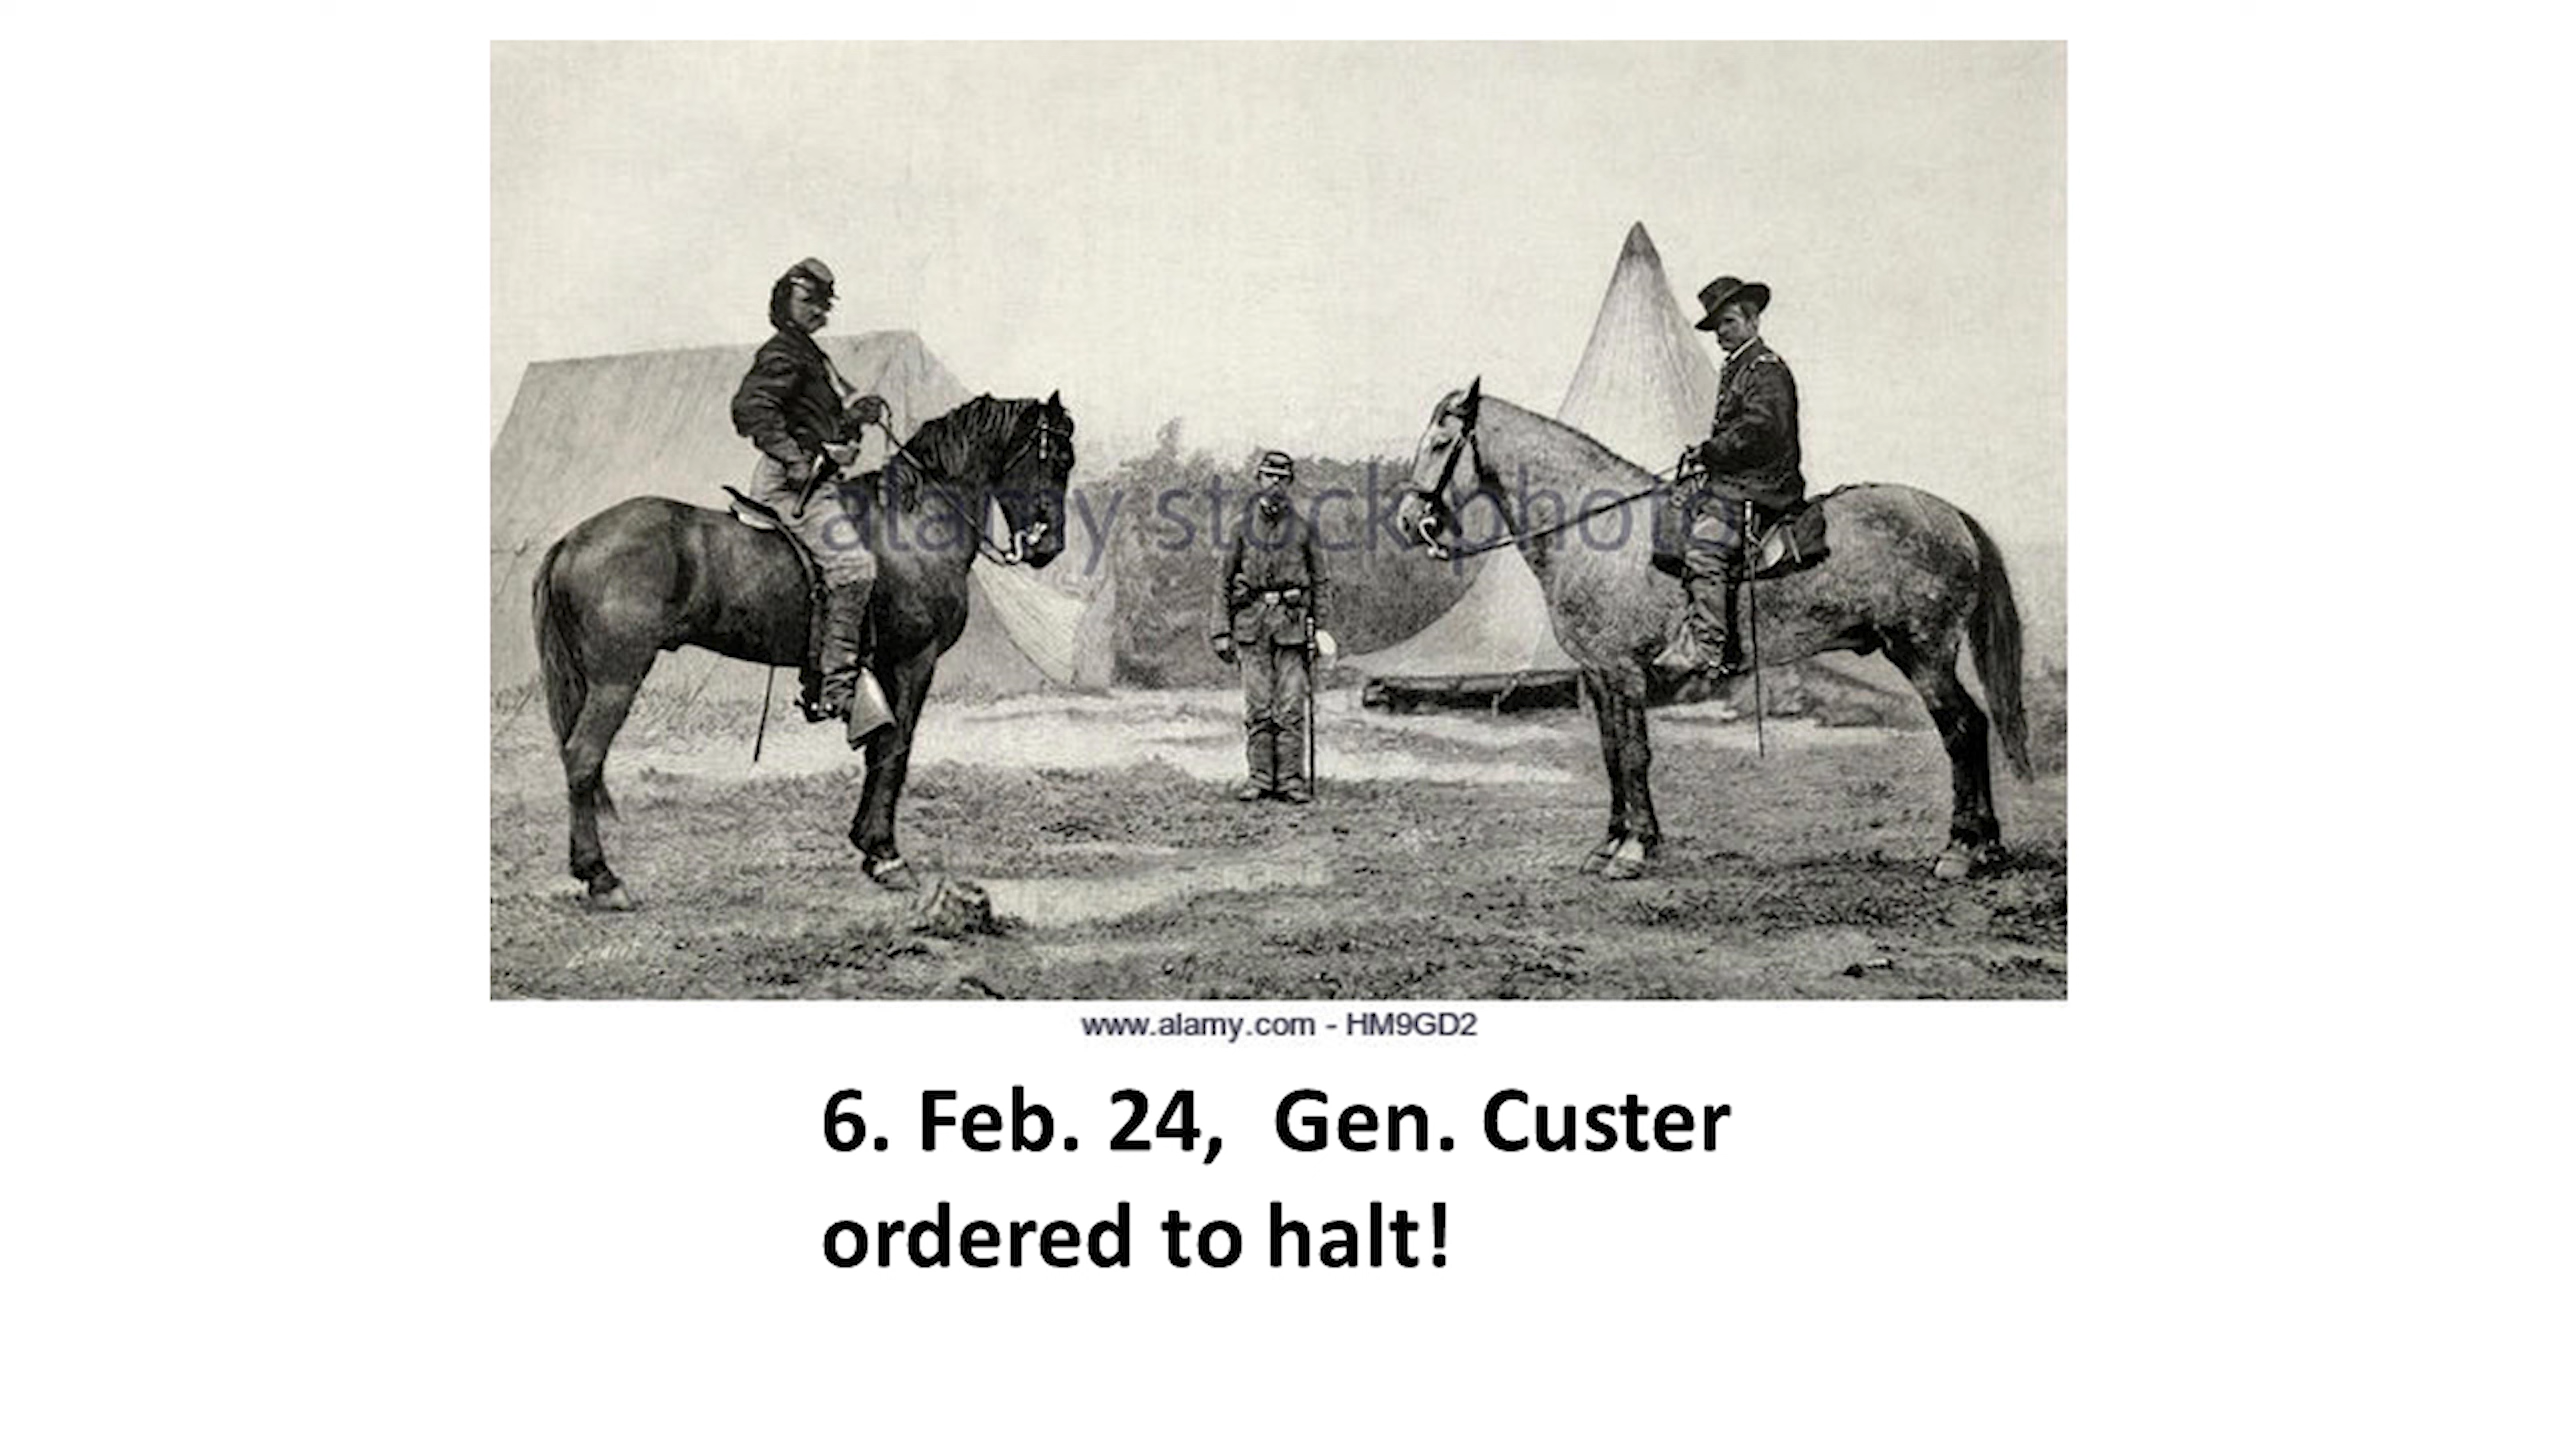 alamy stock photo
www.alamy.com - HM9GD2
6. Feb. 24, Gen. Custer
ordered to halt!